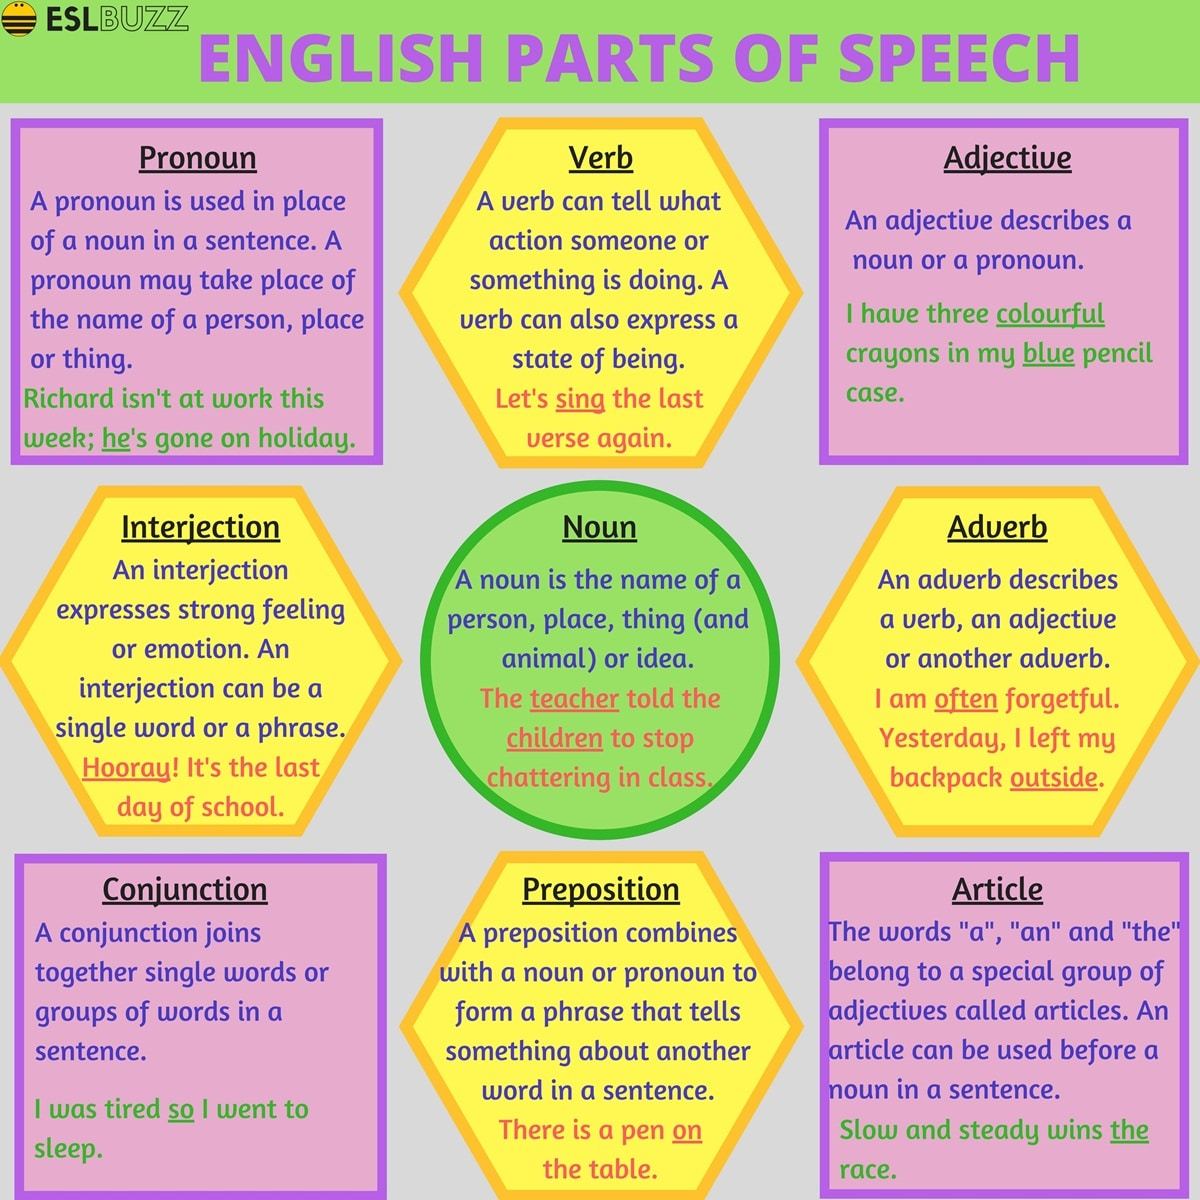 ESLBUZZ
ENGLISH PARTS OF SPEECH
Pronoun
A pronoun is used in place
of a noun in a sentence. A
pronoun may take place of
the name of a person, place
or thing.
Richard isn't at work this
week; he's gone on holiday.
Verb
A verb can tell what
action someone or
something is doing. A
verb can also express a
state of being.
Let's sing the last
verse again.
Adjective
An adjective describes a
noun or a pronoun.
I have three colourful
crayons in my blue pencil
case.
Interjection
An interjection
expresses strong feeling
or emotion. An
interjection can be a
single word or a phrase.
Hooray! It's the last
day of school.
Noun
A noun is the name of a
person, place, thing (and
animal) or idea.
The teacher told the
children to stop
chattering in class.
Adverb
An adverb describes
a verb, an adjective
or another adverb.
I am often forgetful.
Yesterday, I left my
backpack outside.
Conjunction
A conjunction joins
together single words or
groups of words in a
sentence.
I was tired so I went to
sleep.
Preposition
A preposition combines
with a noun or pronoun to
form a phrase that tells
something about another
word in a sentence.
There is a pen on
the table.
Article
The words "a", "an" and "the"
belong to a special group of
adjectives called articles. An
article can be used before a
noun in a sentence.
Slow and steady wins the
race.